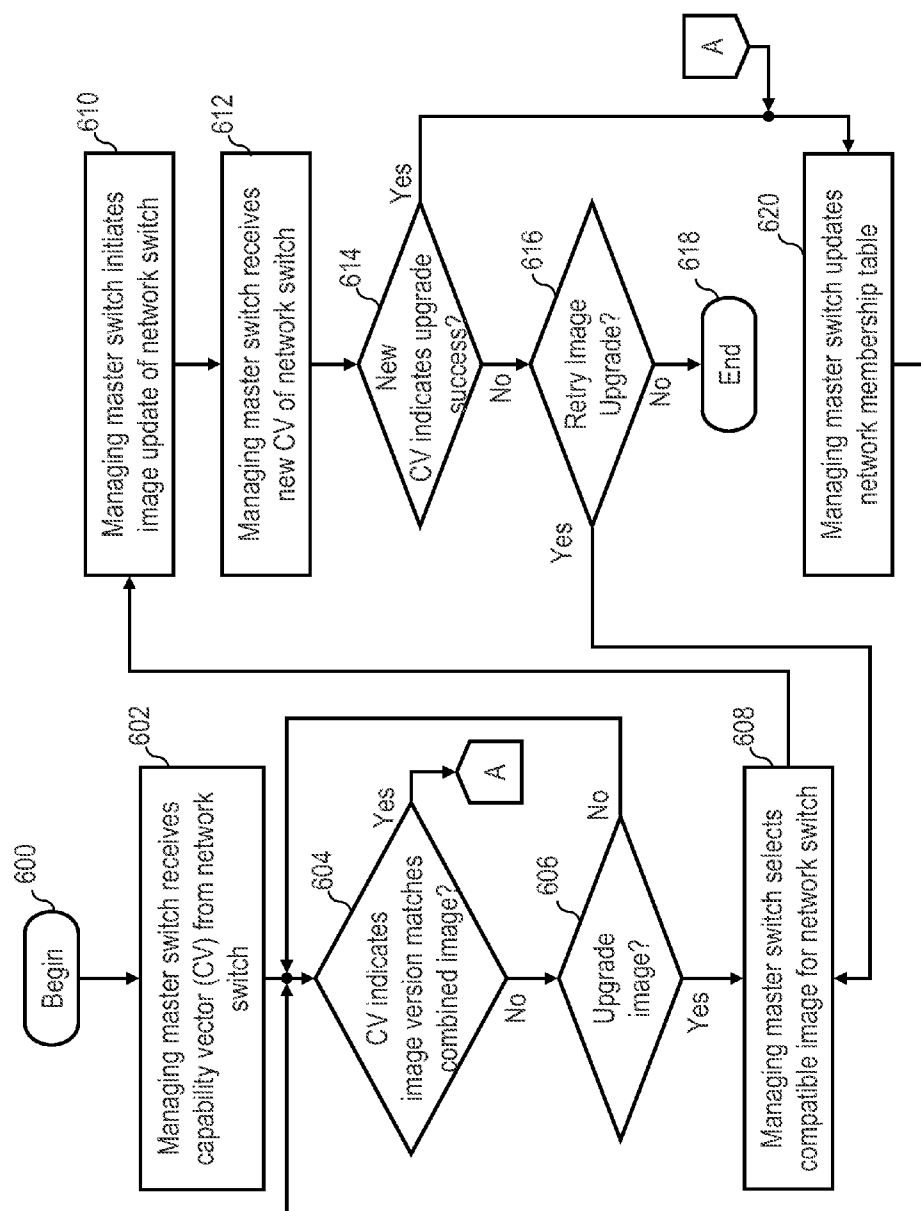 600
Begin
602
Managing master switch receives
capability vector (CV) from network
switch
604
CV indicates
image version matches
combined image?
Yes
A
No
606
Upgrade
image?
No
Yes
608
Managing master switch selects
compatible image for network switch
610
Managing master switch initiates
image update of network switch
612
Managing master switch receives
new CV of network switch
614
New
CV indicates upgrade
success?
Yes
No
616
Retry Image
Upgrade?
Yes
No
618
End
A
620
Managing master switch updates
network membership table